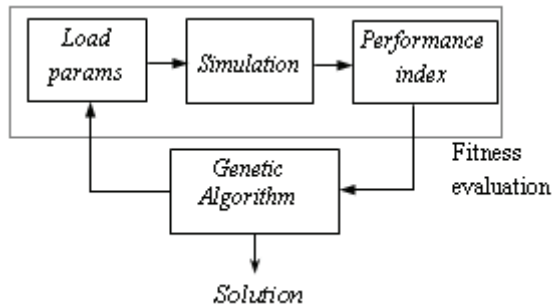 Load
params
Simulation
Performance
index
Fitness
evaluation
Genetic
Algorithm
Solution